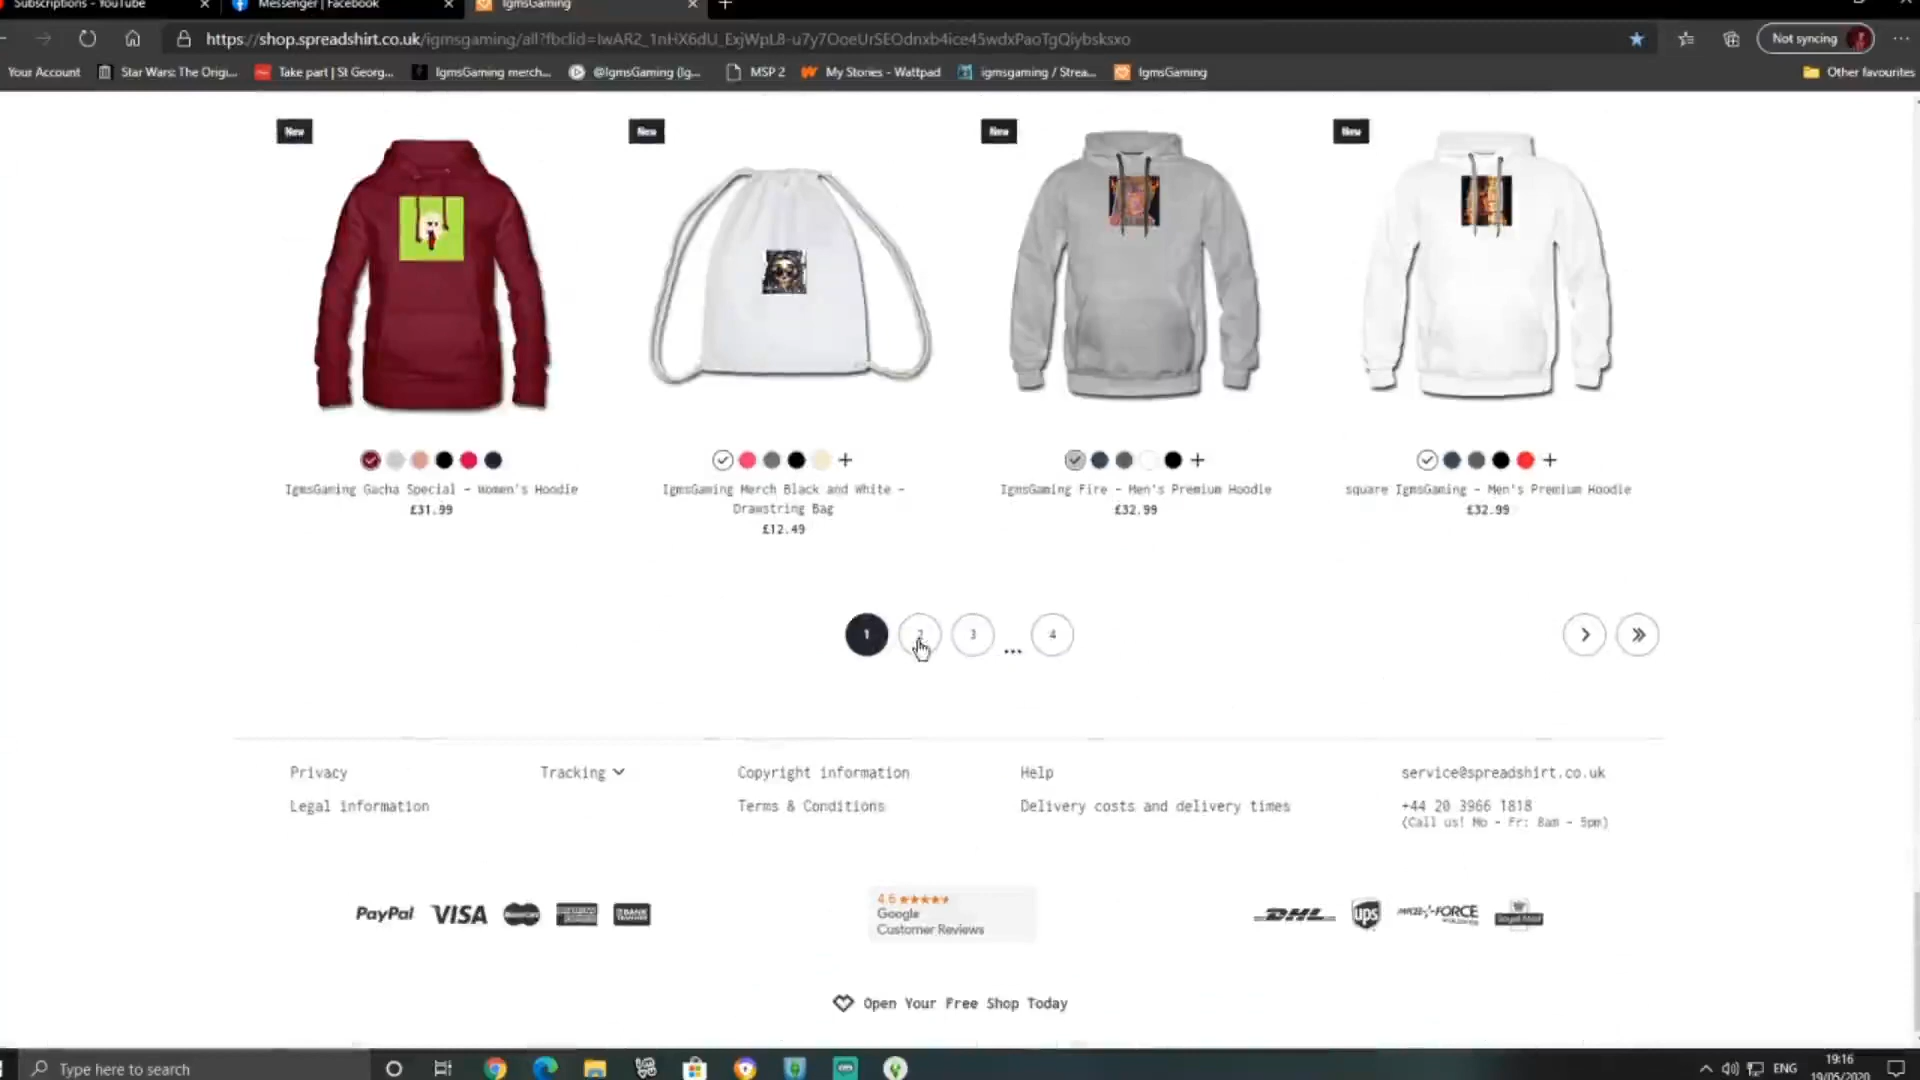 Subscriptions - YouTube
Messenger | Facebook
IgmsGaming
https://shop.spreadshirt.co.uk/igmsgaming/all?fbclid=IwAR2_1nHX6dU_ExjWpL8-u7y7OoeUrSEOdnxb4ice45wdxPaoTgQiybsksxo
Not syncing
Your Account
Star Wars: The Origi...
Take part | St Georg...
IgmsGaming merch...
@IgmsGaming (Ig...
MSP 2
My Stories - Wattpad
igmsgaming / Strea...
IgmsGaming
Other favourites
New
New
New
New
IgmsGaming Gacha Special - Women's Hoodie
£31.99
IgmsGaming Merch Black and White -
Drawstring Bag
£12.49
IgmsGaming Fire - Men's Premium Hoodie
£32.99
square IgmsGaming - Men's Premium Hoodie
£32.99
1
2
3
...
4
Privacy
Tracking
Copyright information
Help
service@spreadshirt.co.uk
Legal information
Terms & Conditions
Delivery costs and delivery times
+44 20 3966 1818
(Call us! Mo - Fr: 8am - 5pm)
PayPal
VISA
4.6
Google
Customer Reviews
DHL
ups
Royal Mail
Open Your Free Shop Today
Type here to search
ENG
19:16
19/05/2020